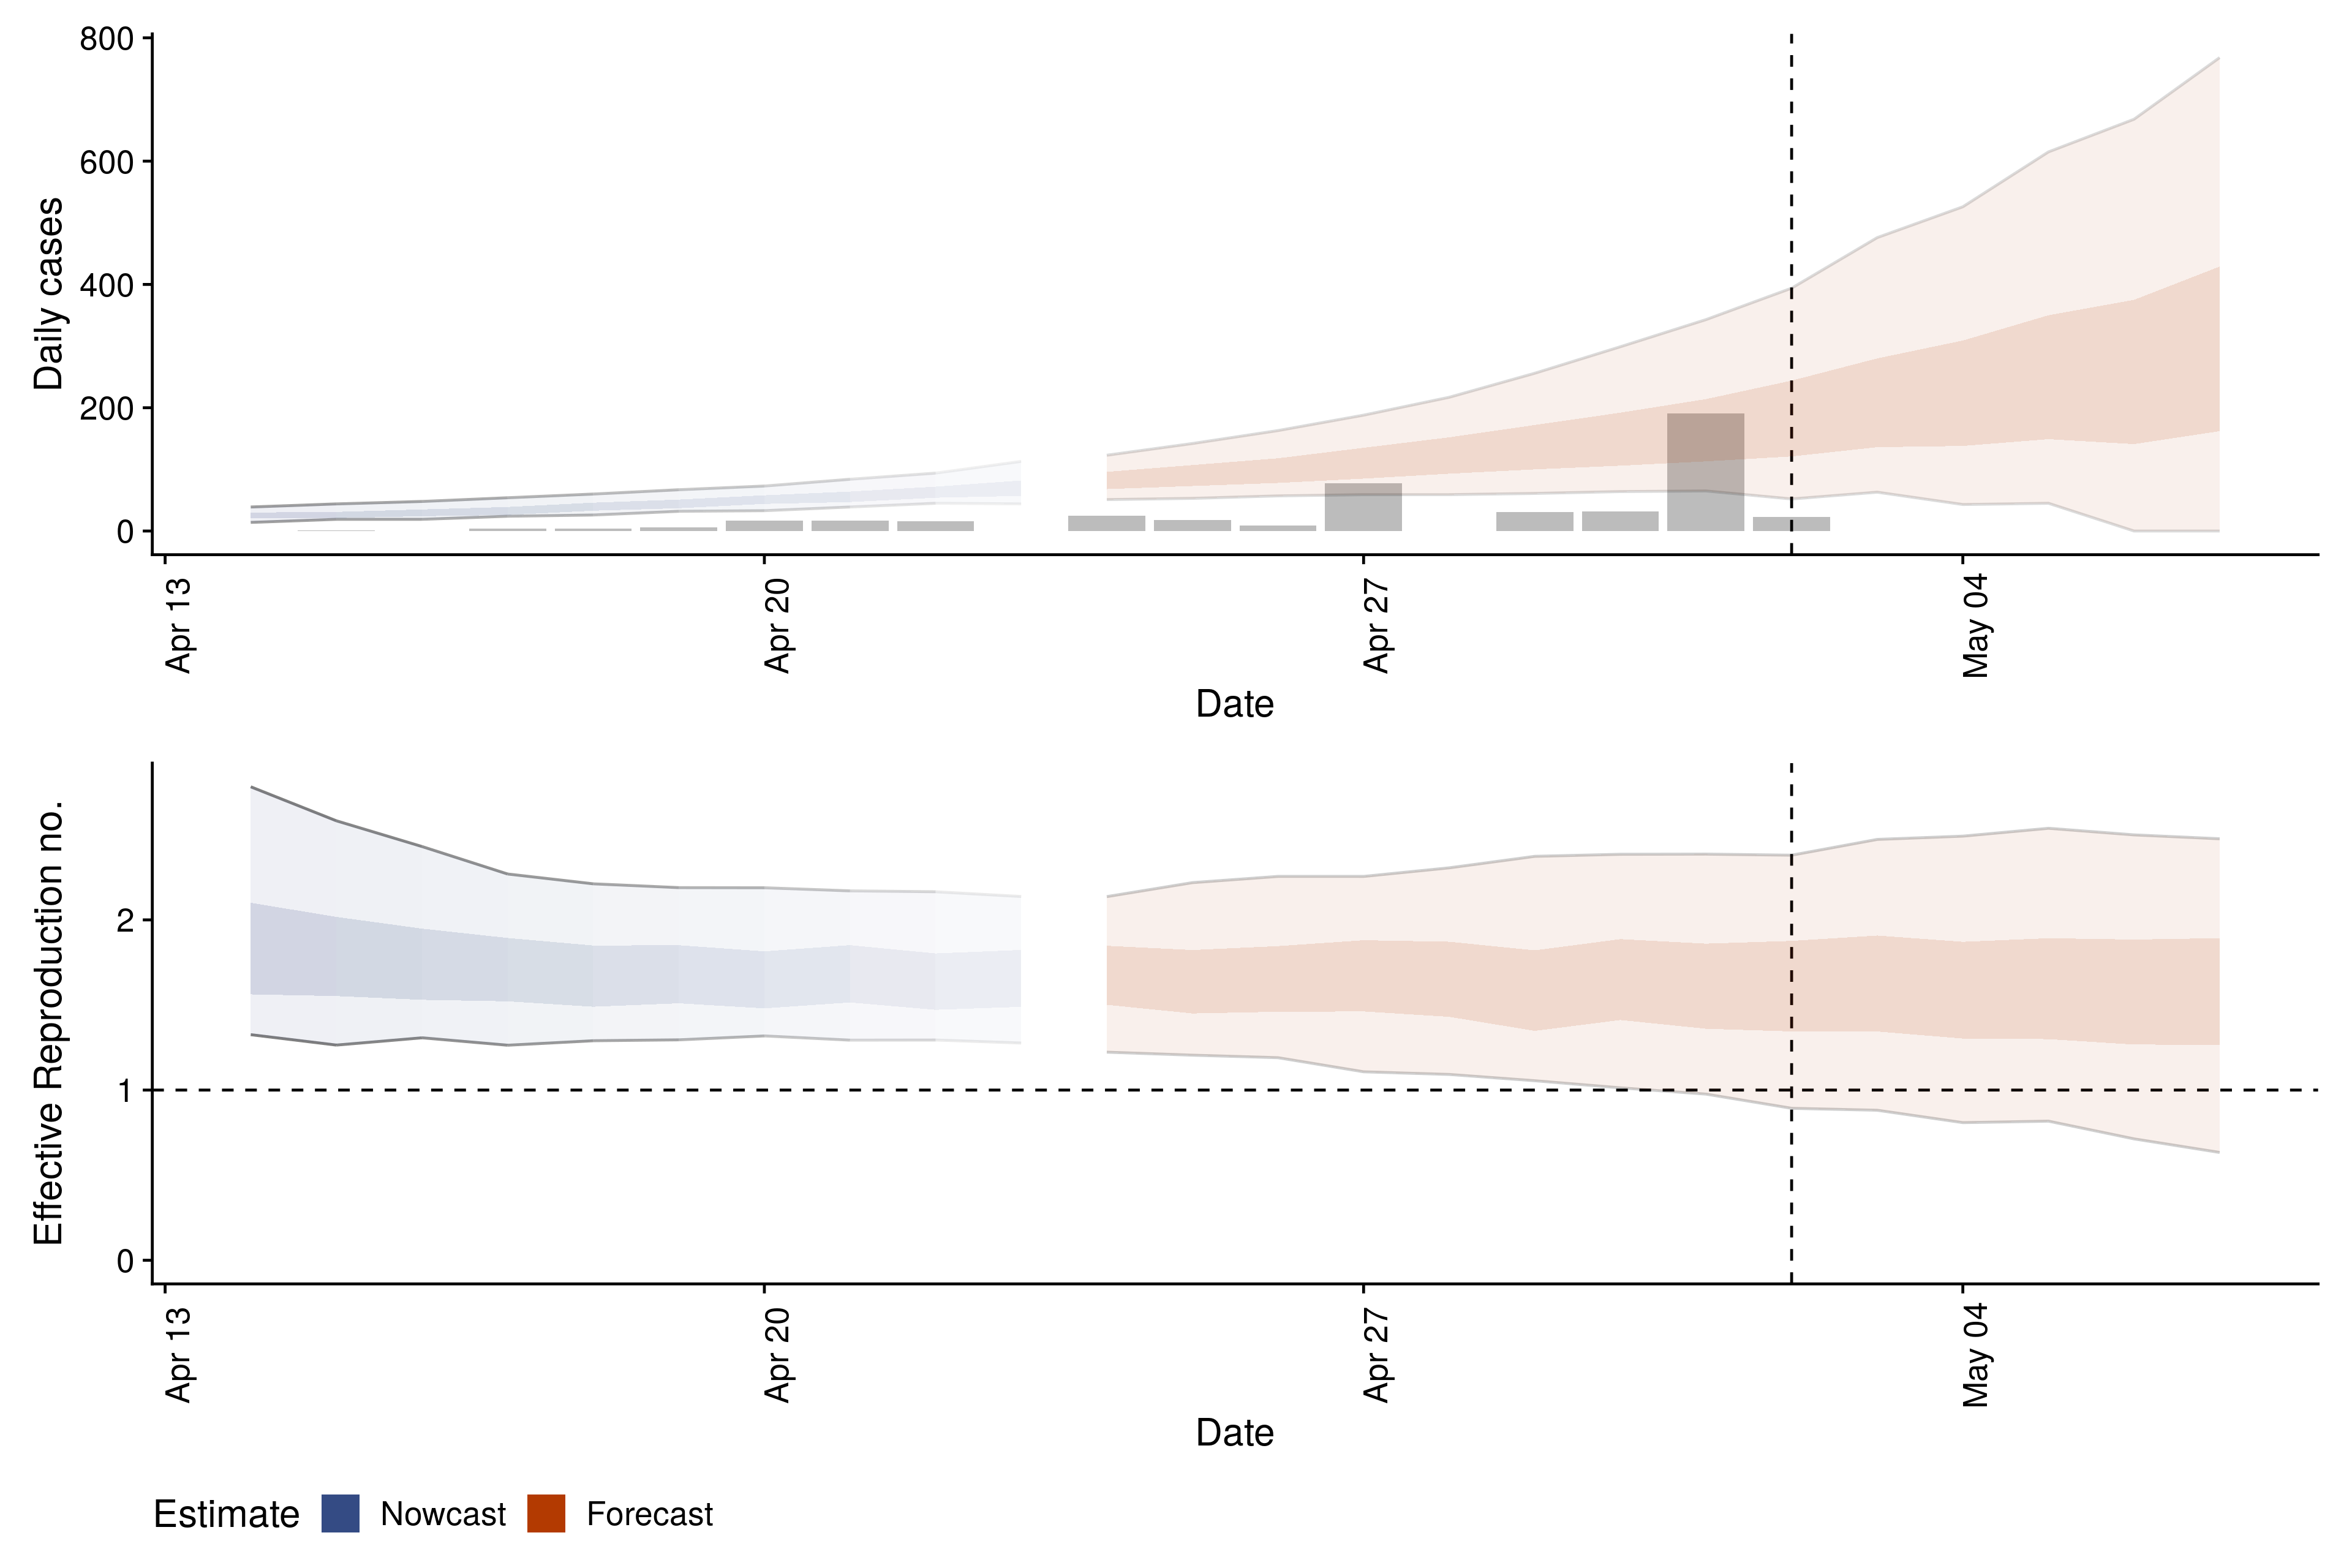 800
600
400
200
0
Daily cases
Apr 13
Apr 20
Apr 27
May 04
Date
2
1
0
Effective Reproduction no.
Apr 13
Apr 20
Apr 27
May 04
Date
Estimate Nowcast Forecast